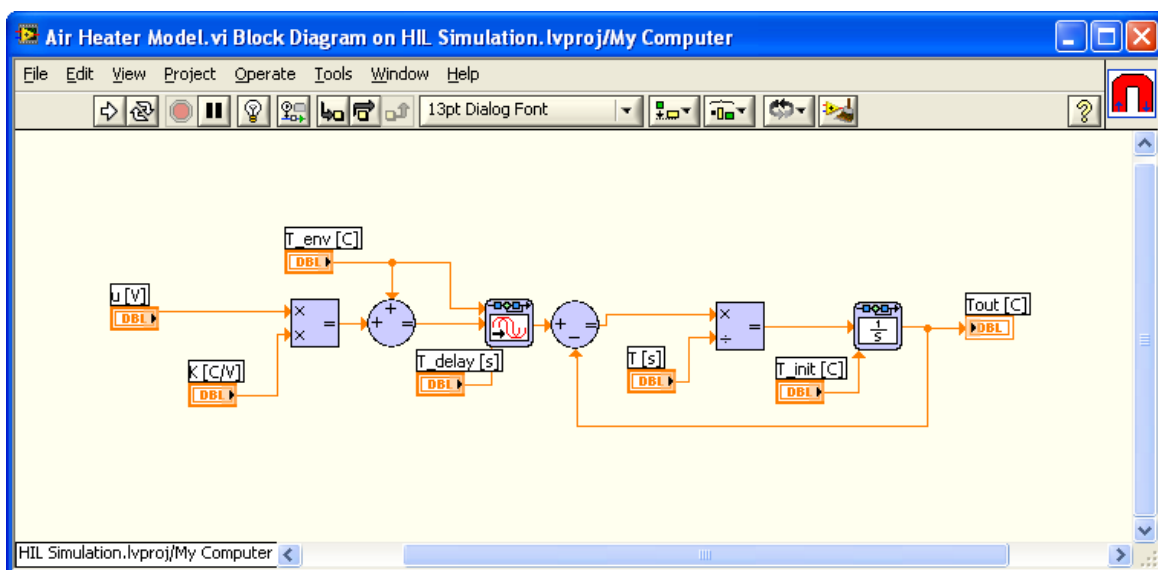 Air Heater Model.vi Block Diagram on HIL Simulation.lvproj/My Computer
File Edit View Project Operate Tools Window Help
13pt Dialog Font
?
T_env [C]
DBL
u [V]
DBL
K [C/V]
DBL
×
×
=
+
+
=
T_delay [s]
DBL
+
−
=
T [s]
DBL
×
÷
=
1
s
T_init [C]
DBL
Tout [C]
DBL
HIL Simulation.lvproj/My Computer